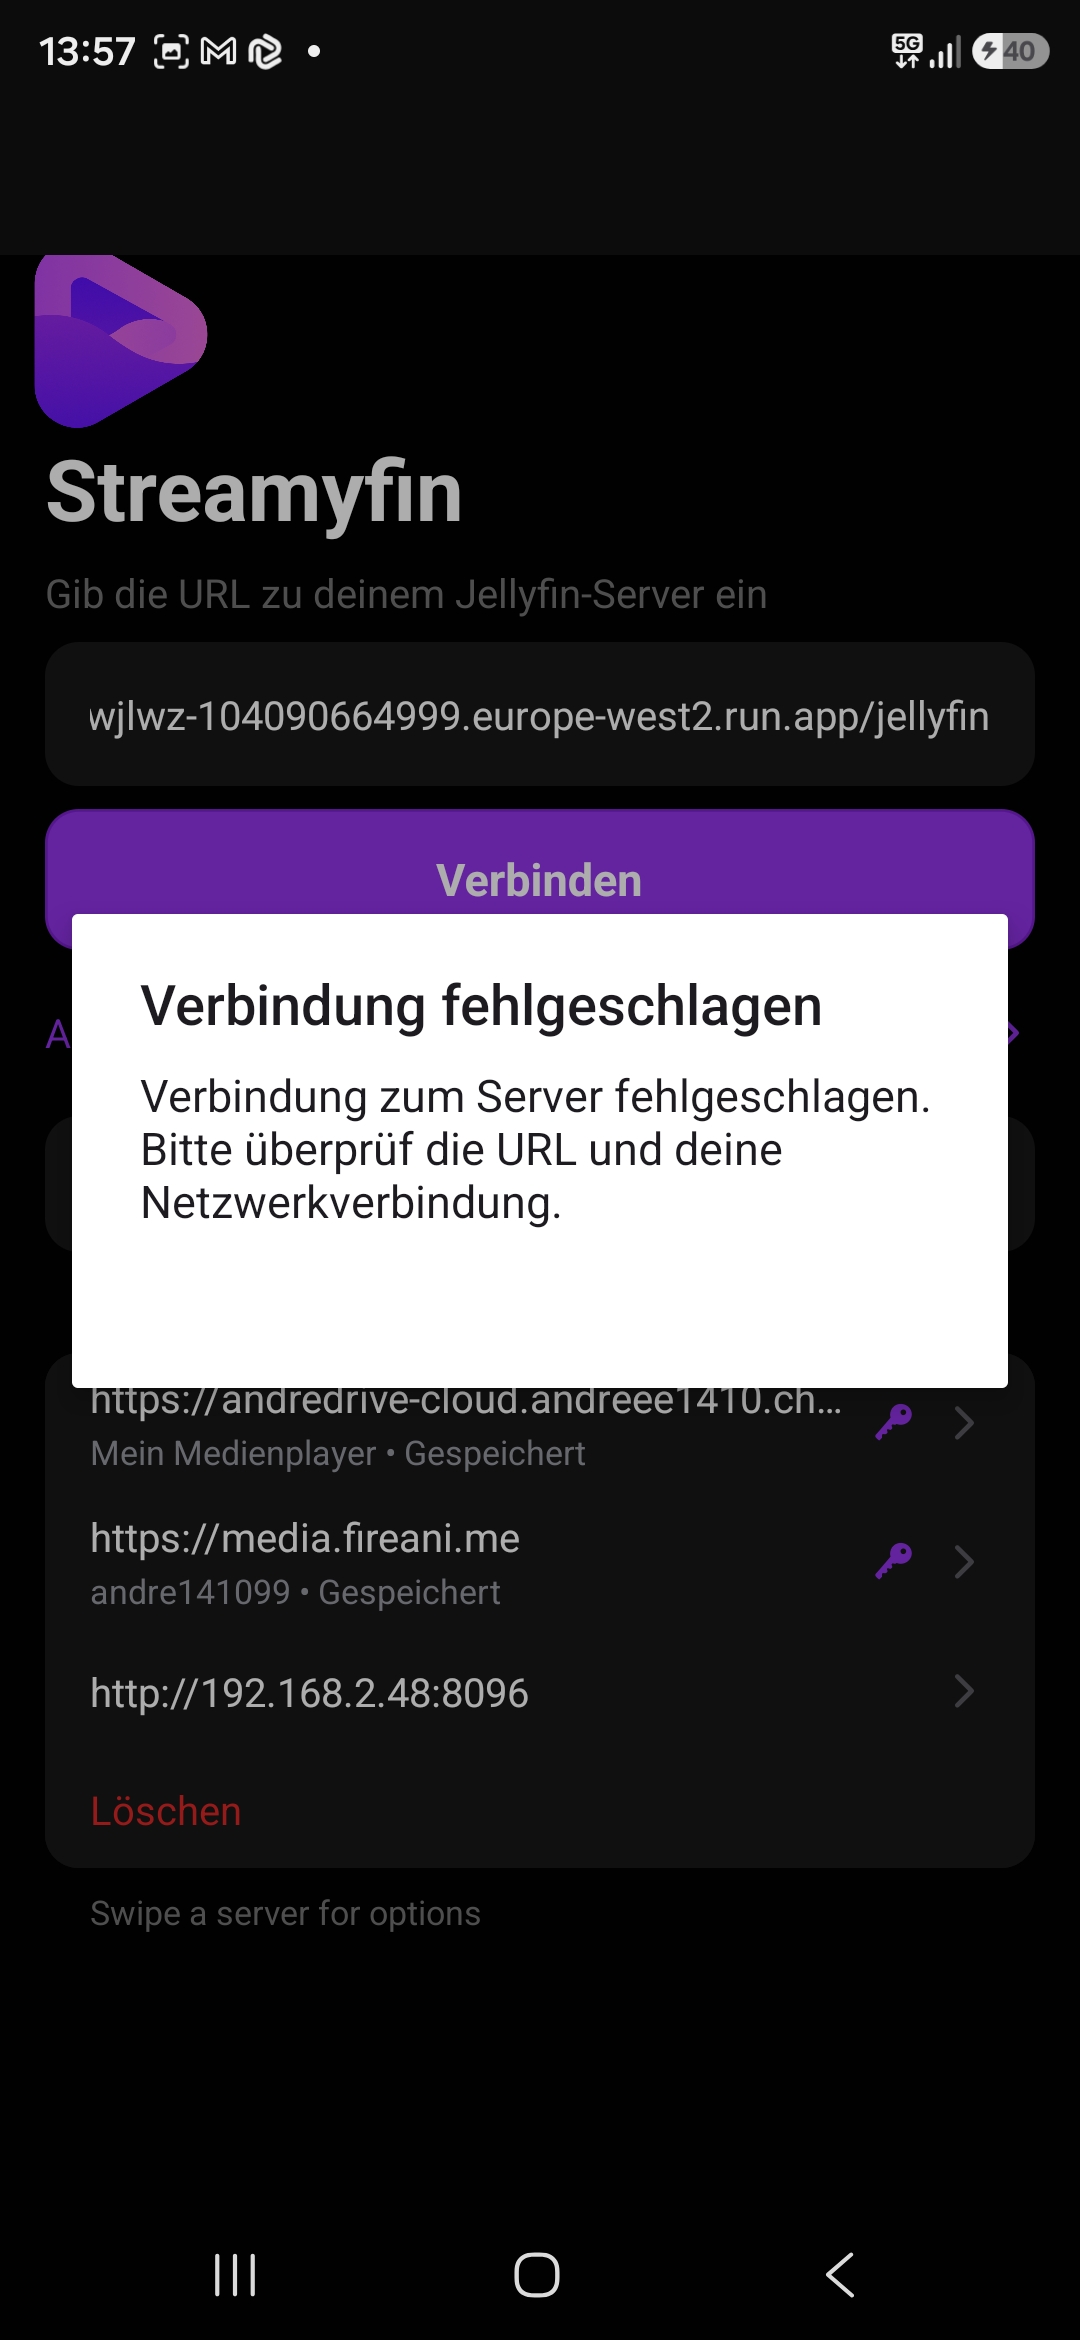 13:57
5G
40
Streamyfin
Gib die URL zu deinem Jellyfin-Server ein
wjlwz-104090664999.europe-west2.run.app/jellyfin
Verbinden
A
Verbindung fehlgeschlagen
Verbindung zum Server fehlgeschlagen.
Bitte überprüf die URL und deine
Netzwerkverbindung.
https://andredrive-cloud.andreee1410.ch...
Mein Medienplayer • Gespeichert
https://media.fireani.me
andre141099 • Gespeichert
http://192.168.2.48:8096
Löschen
Swipe a server for options